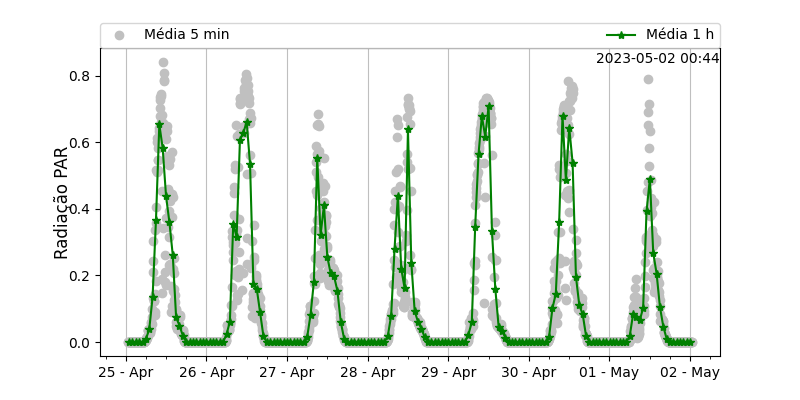 Média 5 min
Média 1 h
2023-05-02 00:44
Radiação PAR
0.8
0.6
0.4
0.2
0.0
25 - Apr
26 - Apr
27 - Apr
28 - Apr
29 - Apr
30 - Apr
01 - May
02 - May